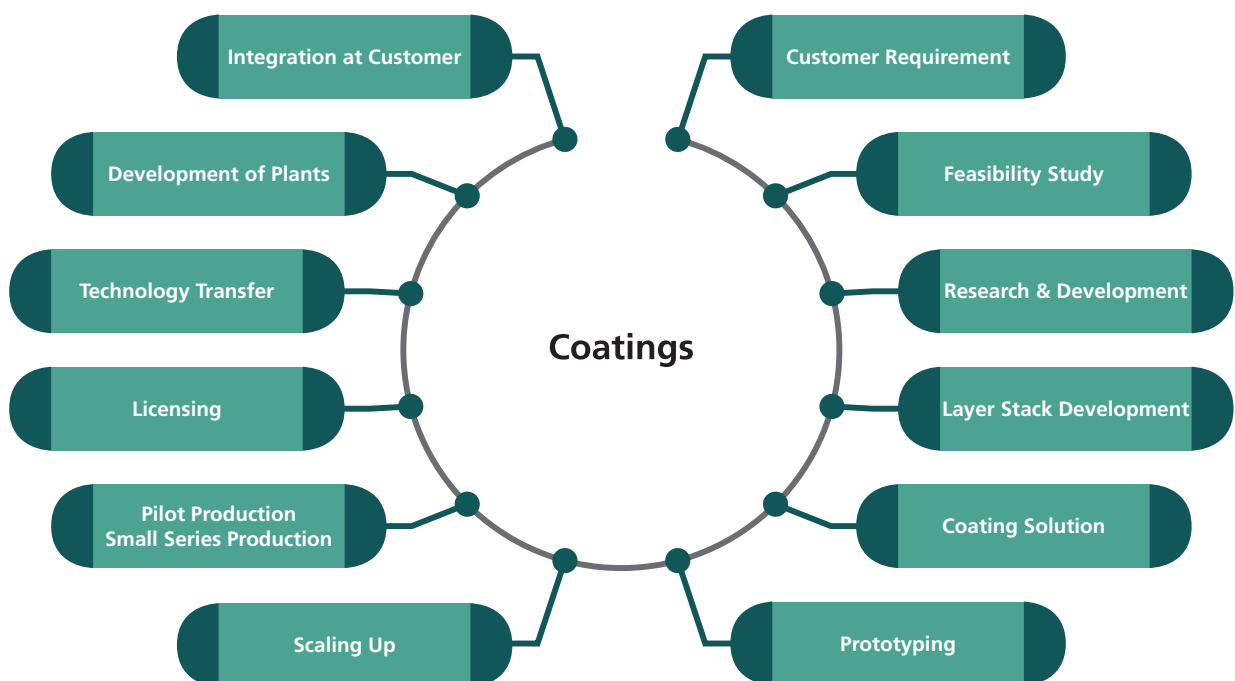 Integration at Customer
Customer Requirement
Development of Plants
Feasibility Study
Technology Transfer
Research & Development
Coatings
Licensing
Layer Stack Development
Pilot Production
Small Series Production
Coating Solution
Scaling Up
Prototyping